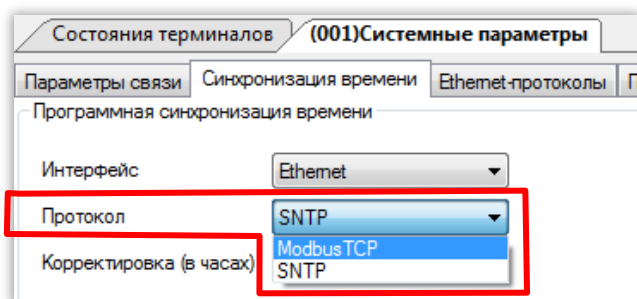 Состояния терминалов (001)Системные параметры
Параметры связи Синхронизация времени Ethernet-протоколы
Программная синхронизация времени
Интерфейс Ethernet
Протокол SNTP
ModbusTCP
Корректировка (в часах) SNTP